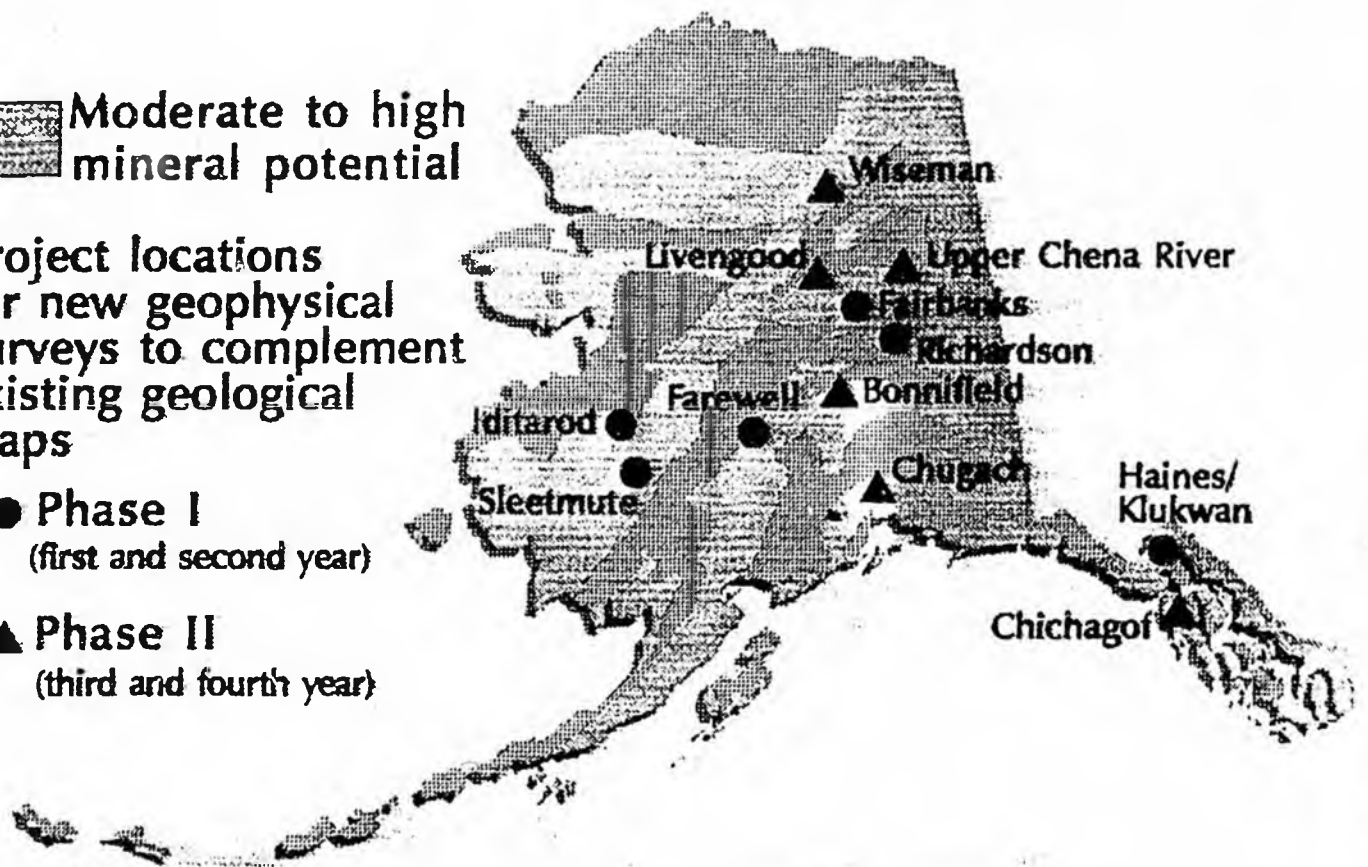 Moderate to high
mineral potential
roject locations
r new geophysical
urveys to complement
xisting geological
aps
Phase I
(first and second year)
Phase II
(third and fourth year)
Wiseman
Livengood
Upper Chena River
Fairbanks
Richardson
Bonnifield
Farewell
Iditarod
Sleetmute
Chugach
Haines/
Klukwan
Chichagof